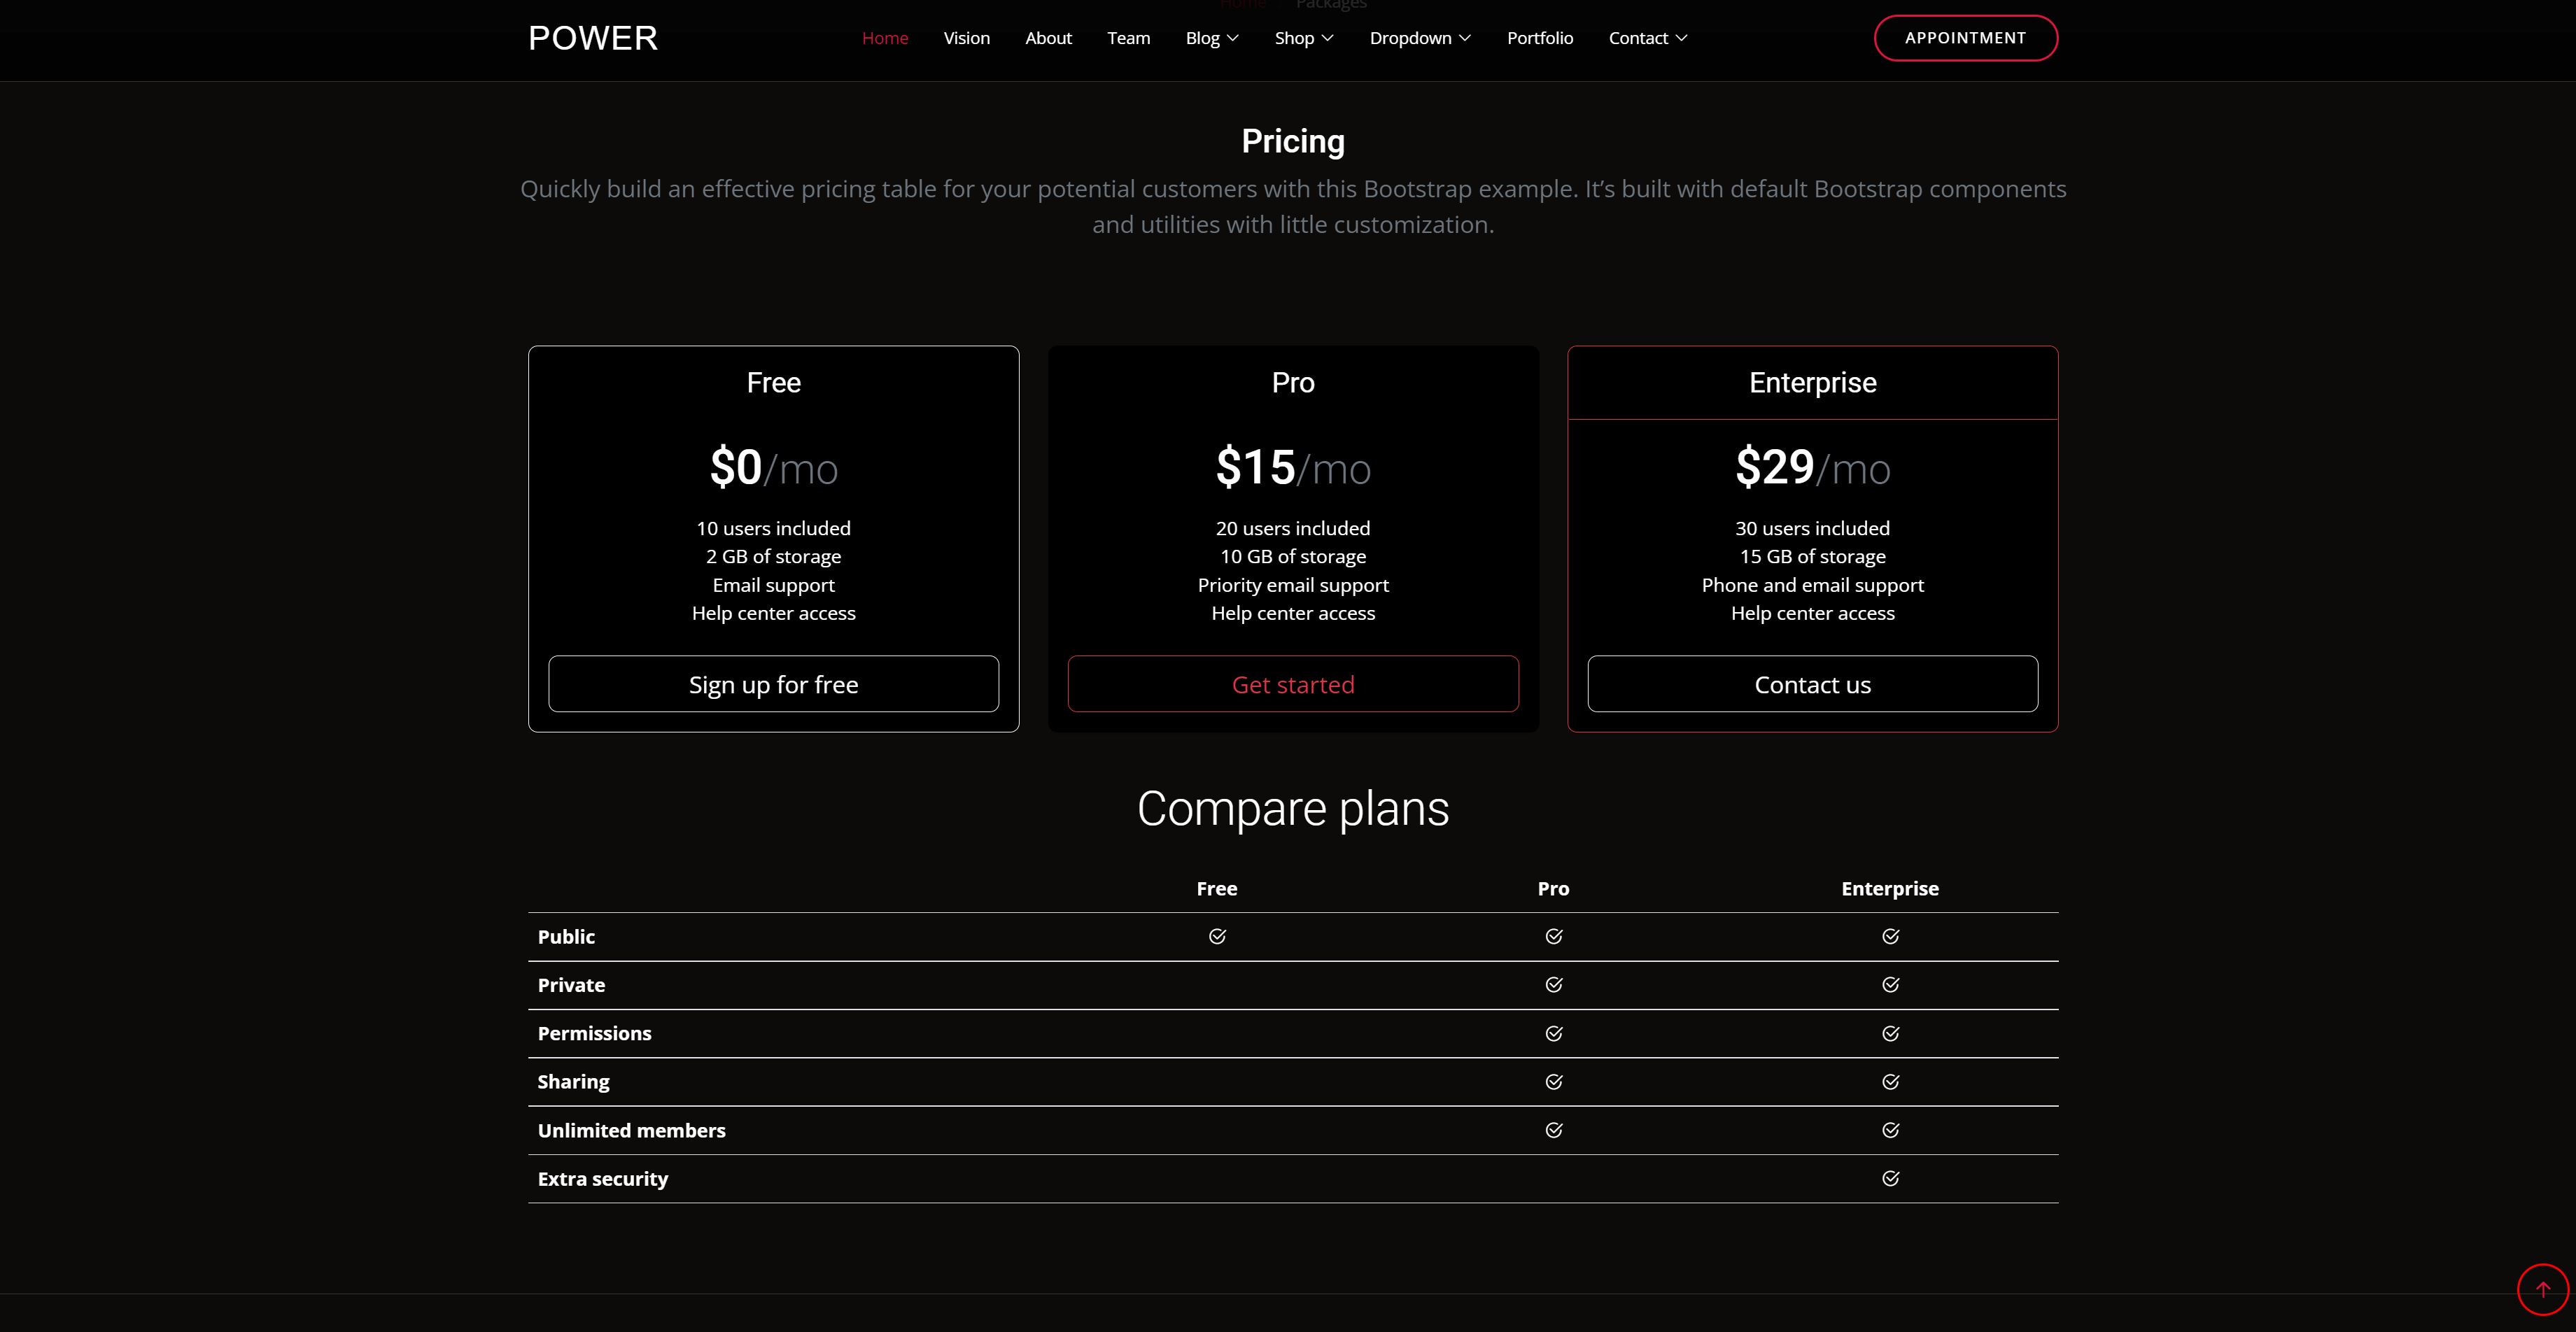 Home Packages
POWER
Home Vision About Team Blog Shop Dropdown Portfolio Contact
APPOINTMENT
Pricing
Quickly build an effective pricing table for your potential customers with this Bootstrap example. It’s built with default Bootstrap components
and utilities with little customization.
Free
$0/mo
10 users included
2 GB of storage
Email support
Help center access
Sign up for free
Pro
$15/mo
20 users included
10 GB of storage
Priority email support
Help center access
Get started
Enterprise
$29/mo
30 users included
15 GB of storage
Phone and email support
Help center access
Contact us
Compare plans
Free Pro Enterprise
Public
Private
Permissions
Sharing
Unlimited members
Extra security